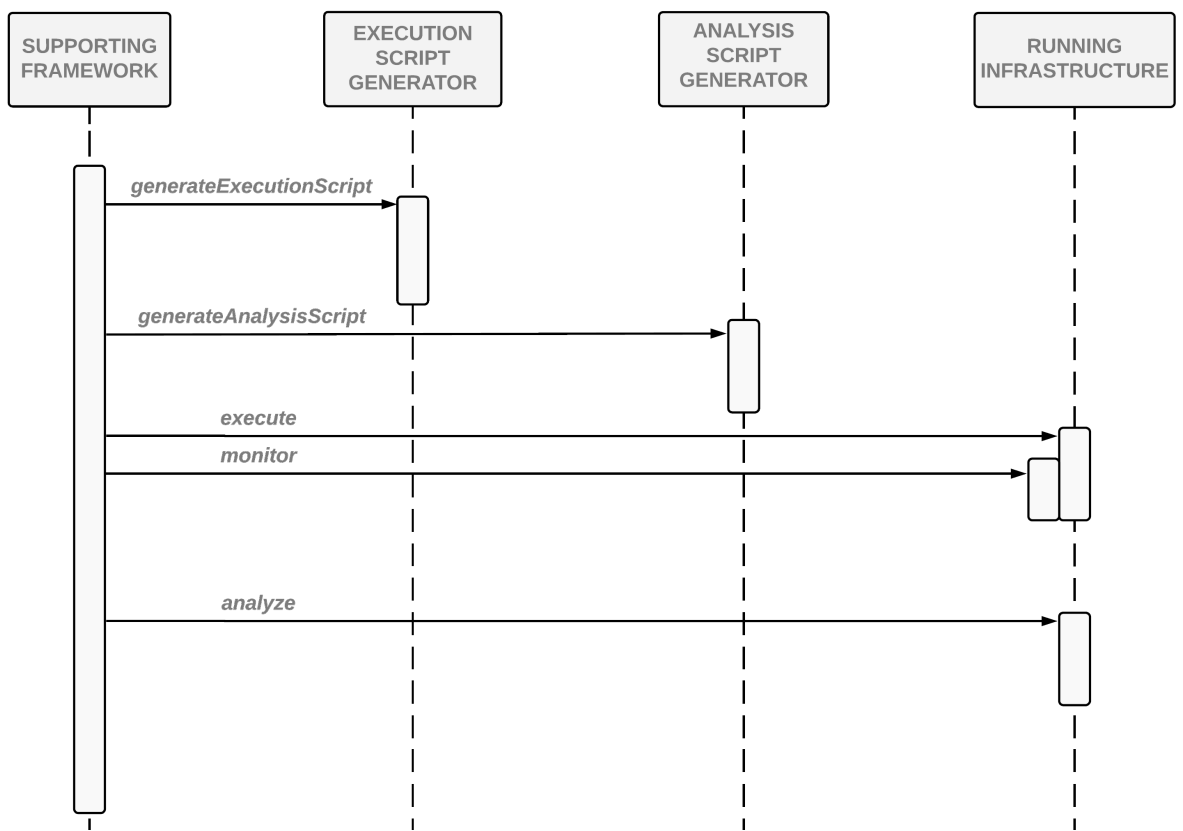 SUPPORTING
FRAMEWORK
EXECUTION
SCRIPT
GENERATOR
ANALYSIS
SCRIPT
GENERATOR
RUNNING
INFRASTRUCTURE
generateExecutionScript
generateAnalysisScript
execute
monitor
analyze